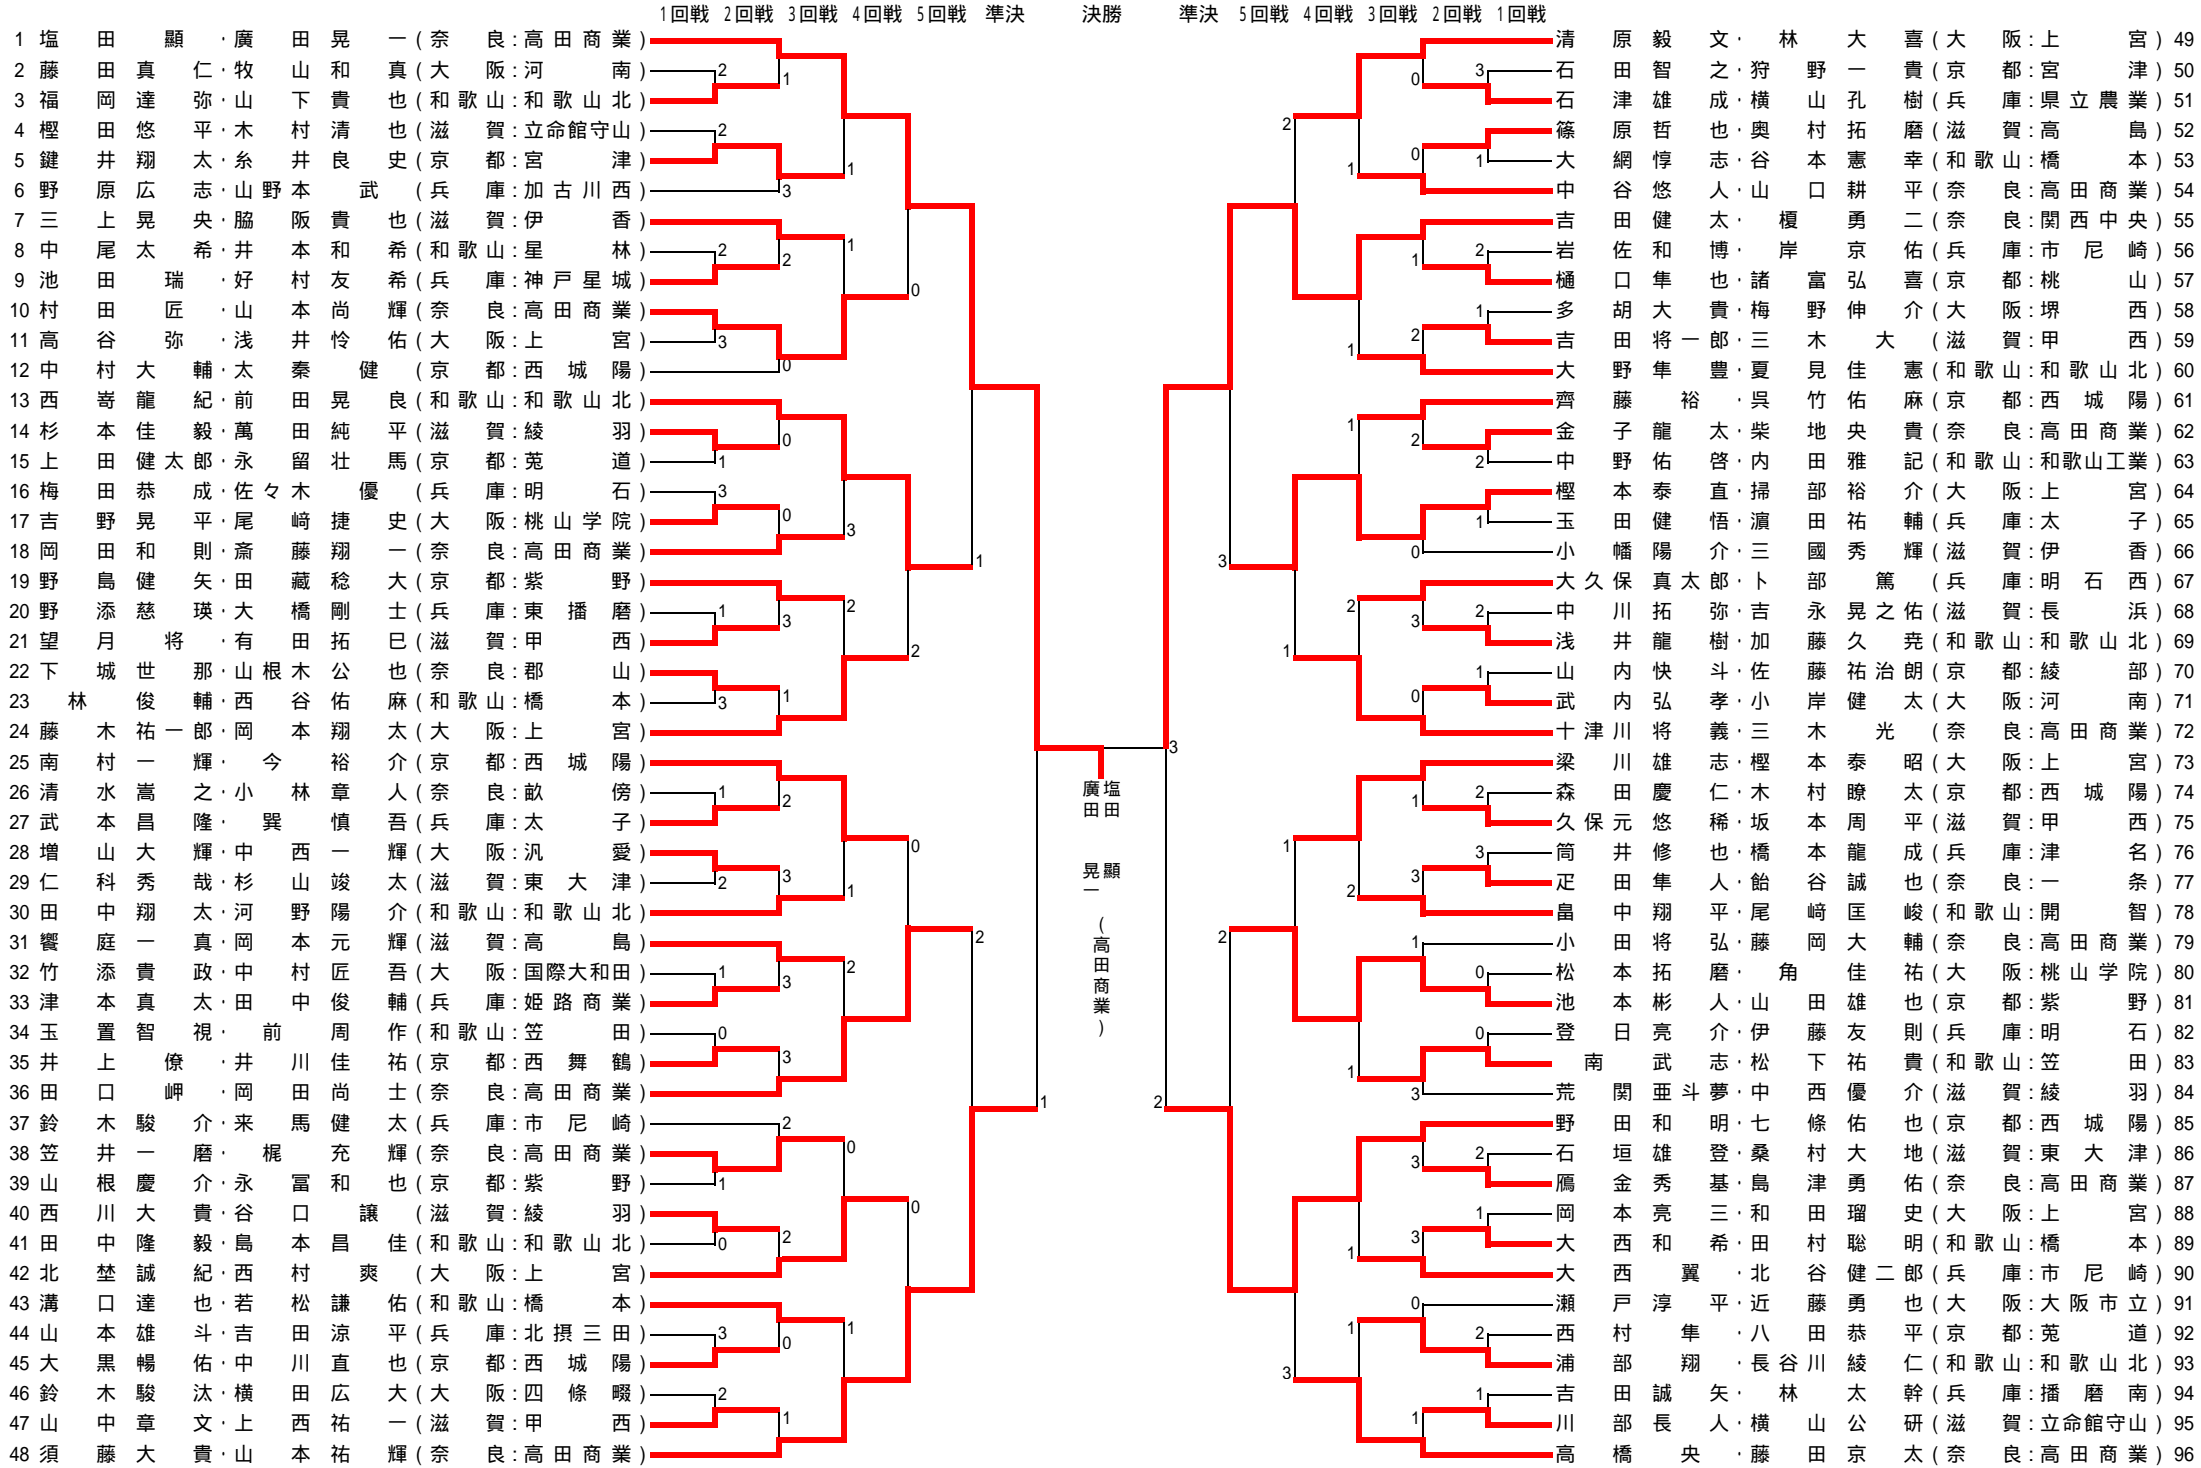 1回戦 2回戦 3回戦 4回戦 5回戦 準決 決勝 準決 5回戦 4回戦 3回戦 2回戦 1回戦
1 塩田 顯・廣田晃一(奈良:高田商業)
2 藤田真仁・牧山和真(大阪:河南)
3 福岡達弥・山下貴也(和歌山:和歌山北)
4 樫田悠平・木村清也(滋賀:立命館守山)
5 鍵井翔太・糸井良史(京都:宮津)
6 野原広志・山野本武(兵庫:加古川西)
7 三上晃央・脇阪貴也(滋賀:伊香)
8 中尾太希・井本和希(和歌山:星林)
9 池田瑞・好村友希(兵庫:神戸星城)
10 村田匠・山本尚輝(奈良:高田商業)
11 高谷弥・浅井怜佑(大阪:上宮)
12 中村大輔・太秦健(京都:西城陽)
13 西嵜龍紀・前田晃良(和歌山:和歌山北)
14 杉本佳毅・萬田純平(滋賀:綾羽)
15 上田健太郎・永留壮馬(京都:莵道)
16 梅田恭成・佐々木優(兵庫:明石)
17 吉野晃平・尾﨑捷史(大阪:桃山学院)
18 岡田和則・斎藤翔一(奈良:高田商業)
19 野島健矢・田藏稔大(京都:紫野)
20 野添慈瑛・大橋剛士(兵庫:東播磨)
21 望月将・有田拓巳(滋賀:甲西)
22 下城世那・山根木公也(奈良:郡山)
23 林俊輔・西谷佑麻(和歌山:橋本)
24 藤木祐一郎・岡本翔太(大阪:上宮)
25 南村一輝・今裕介(京都:西城陽)
26 清水嵩之・小林章人(奈良:畝傍)
27 武本昌隆・巽慎吾(兵庫:太子)
28 増山大輝・中西一輝(大阪:汎愛)
29 仁科秀哉・杉山竣太(滋賀:東大津)
30 田中翔太・河野陽介(和歌山:和歌山北)
31 饗庭一真・岡本元輝(滋賀:高島)
32 竹添貴政・中村匠吾(大阪:国際大和田)
33 津本真太・田中俊輔(兵庫:姫路商業)
34 玉置智視・前周作(和歌山:笠田)
35 井上僚・井川佳祐(京都:西舞鶴)
36 田口岬・岡田尚士(奈良:高田商業)
37 鈴木駿介・来馬健太(兵庫:市尼崎)
38 笠井一磨・梶充輝(奈良:高田商業)
39 山根慶介・永冨和也(京都:紫野)
40 西川大貴・谷口譲(滋賀:綾羽)
41 田中隆毅・島本昌佳(和歌山:和歌山北)
42 北埜誠紀・西村爽(大阪:上宮)
43 溝口達也・若松謙佑(和歌山:橋本)
44 山本雄斗・吉田涼平(兵庫:北摂三田)
45 大黒暢佑・中川直也(京都:西城陽)
46 鈴木駿汰・横田広大(大阪:四條畷)
47 山中章文・上西祐一(滋賀:甲西)
48 須藤大貴・山本祐輝(奈良:高田商業)
塩田 顯
廣田 晃一
(高田商業)
清原毅文・林大喜(大阪:上宮) 49
石田智之・狩野一貴(京都:宮津) 50
石津雄成・横山孔樹(兵庫:県立農業) 51
篠原哲也・奥村拓磨(滋賀:高島) 52
大網惇志・谷本憲幸(和歌山:橋本) 53
中谷悠人・山口耕平(奈良:高田商業) 54
吉田健太・榎勇二(奈良:関西中央) 55
岩佐和博・岸京佑(兵庫:市尼崎) 56
樋口隼也・諸富弘喜(京都:桃山) 57
多胡大貴・梅野伸介(大阪:堺西) 58
吉田将一郎・三木大(滋賀:甲西) 59
大野隼豊・夏見佳憲(和歌山:和歌山北) 60
齊藤裕・呉竹佑麻(京都:西城陽) 61
金子龍太・柴地央貴(奈良:高田商業) 62
中野佑啓・内田雅記(和歌山:和歌山工業) 63
樫本泰直・掃部裕介(大阪:上宮) 64
玉田健悟・濵田祐輔(兵庫:太子) 65
小幡陽介・三國秀輝(滋賀:伊香) 66
大久保真太郎・卜部篤(兵庫:明石西) 67
中川拓弥・吉永晃之佑(滋賀:長浜) 68
浅井龍樹・加藤久尭(和歌山:和歌山北) 69
山内快斗・佐藤祐治朗(京都:綾部) 70
武内弘孝・小岸健太(大阪:河南) 71
十津川将義・三木光(奈良:高田商業) 72
梁川雄志・樫本泰昭(大阪:上宮) 73
森田慶仁・木村瞭太(京都:西城陽) 74
久保元悠稀・坂本周平(滋賀:甲西) 75
筒井修也・橋本龍成(兵庫:津名) 76
疋田隼人・飴谷誠也(奈良:一条) 77
畠中翔平・尾﨑匡峻(和歌山:開智) 78
小田将弘・藤岡大輔(奈良:高田商業) 79
松本拓磨・角佳祐(大阪:桃山学院) 80
池本彬人・山田雄也(京都:紫野) 81
登日亮介・伊藤友則(兵庫:明石) 82
南武志・松下祐貴(和歌山:笠田) 83
荒関亜斗夢・中西優介(滋賀:綾羽) 84
野田和明・七條佑也(京都:西城陽) 85
石垣雄登・桑村大地(滋賀:東大津) 86
鴈金秀基・島津勇佑(奈良:高田商業) 87
岡本亮三・和田瑠史(大阪:上宮) 88
大西和希・田村聡明(和歌山:橋本) 89
大西翼・北谷健二郎(兵庫:市尼崎) 90
瀬戸淳平・近藤勇也(大阪:大阪市立) 91
西村隼・八田恭平(京都:莵道) 92
浦部翔・長谷川綾仁(和歌山:和歌山北) 93
吉田誠矢・林太幹(兵庫:播磨南) 94
川部長人・横山公研(滋賀:立命館守山) 95
高橋央・藤田京太(奈良:高田商業) 96